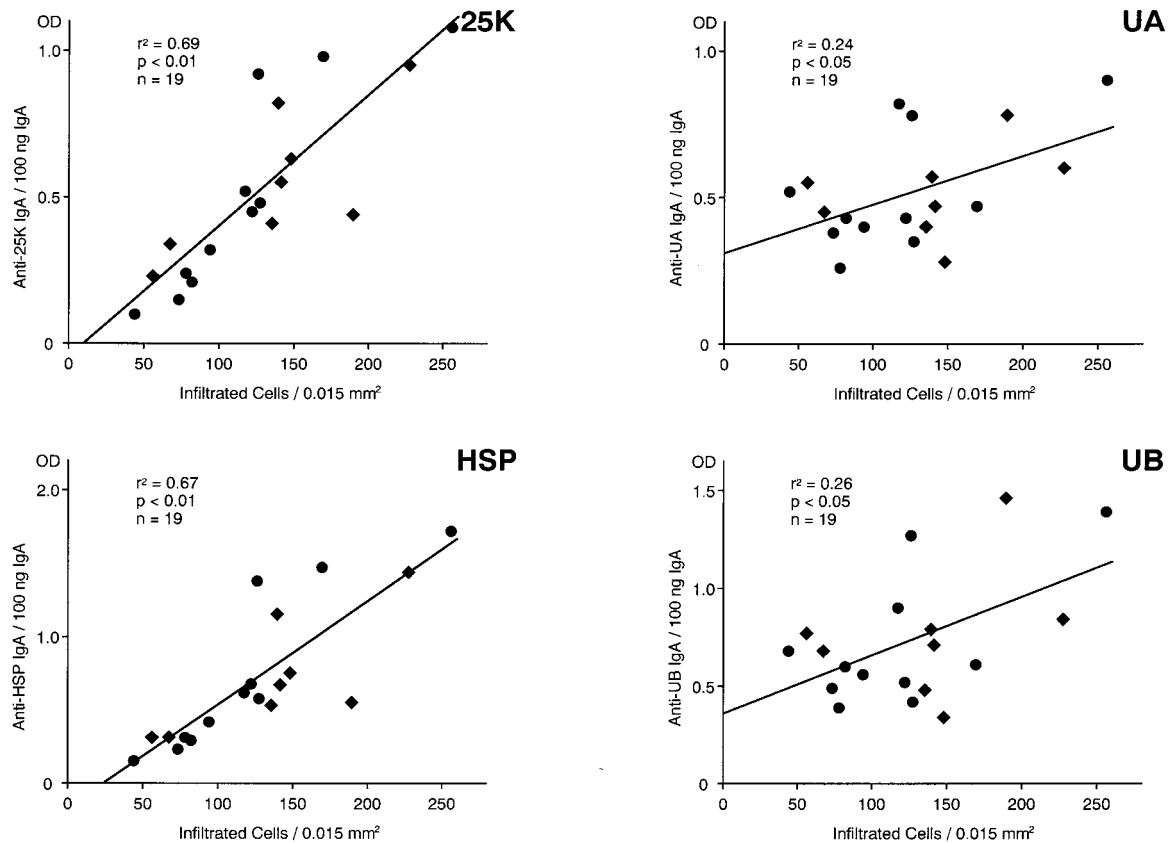 25K
OD
r² = 0.69
p < 0.01
n = 19
1.0
0.5
0
Anti-25K IgA / 100 ng IgA
0 50 100 150 200 250
Infiltrated Cells / 0.015 mm²
UA
OD
r² = 0.24
p < 0.05
n = 19
1.0
0.5
0
Anti-UA IgA / 100 ng IgA
0 50 100 150 200 250
Infiltrated Cells / 0.015 mm²
HSP
OD
r² = 0.67
p < 0.01
n = 19
2.0
1.0
0
Anti-HSP IgA / 100 ng IgA
0 50 100 150 200 250
Infiltrated Cells / 0.015 mm²
UB
OD
r² = 0.26
p < 0.05
n = 19
1.5
1.0
0.5
0
Anti-UB IgA / 100 ng IgA
0 50 100 150 200 250
Infiltrated Cells / 0.015 mm²